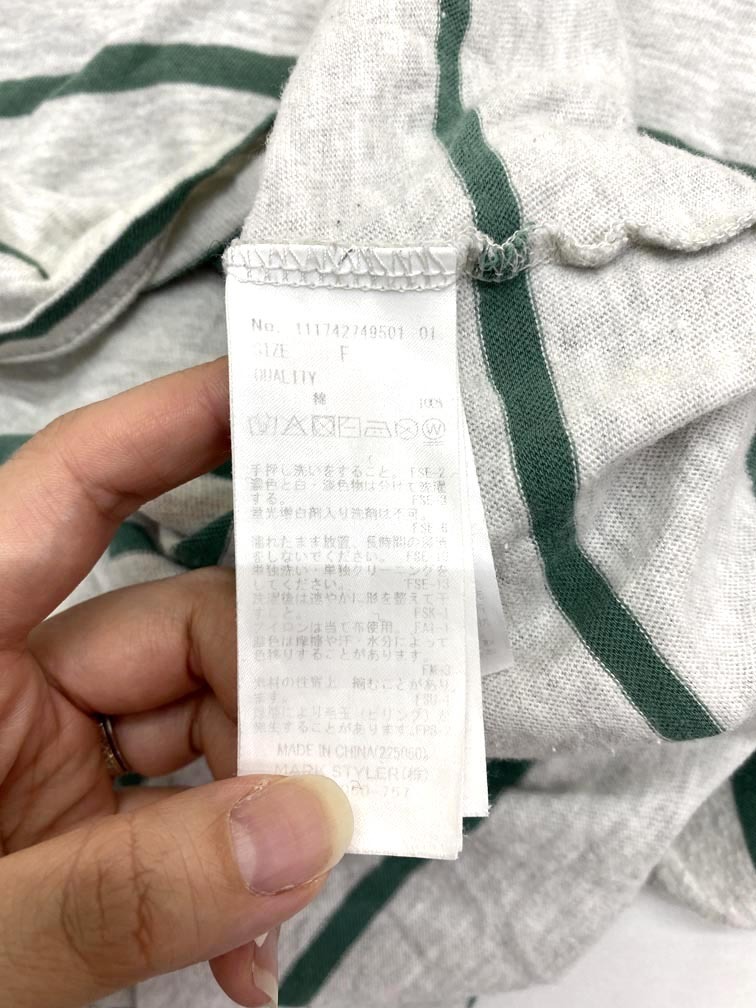 No. 111742749501 01
SIZE F
QUALITY
綿 100%
手押し洗いをすること。 FSE-2
濃色と白・淡色物は分けて洗濯
する。 FSE-3
蛍光増白剤入り洗剤は不可。
FSE-6
濡れたまま放置、長時間の
をしないでください。
単独洗い・単独クリーニングを
してください。 FSE-13
洗濯後は速やかに形を整えて干
すこと。 FSK-1
アイロンは当て布使用。 FA1-1
濃色は摩擦や汗・水分によって
色移りすることがあります。
素材の性質上、縮むことがあり
ます。
摩擦により毛玉(ピリング)が
発生することがあります。
MADE IN CHINA(225060)
MARK STYLER(株)